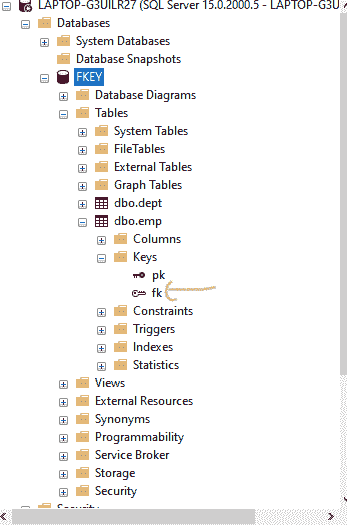 LAPTOP-G3UILR27 (SQL Server 15.0.2000.5 - LAPTOP-G3U
Databases
System Databases
Database Snapshots
FKEY
Database Diagrams
Tables
System Tables
FileTables
External Tables
Graph Tables
dbo.dept
dbo.emp
Columns
Keys
pk
fk
Constraints
Triggers
Indexes
Statistics
Views
External Resources
Synonyms
Programmability
Service Broker
Storage
Security
Security